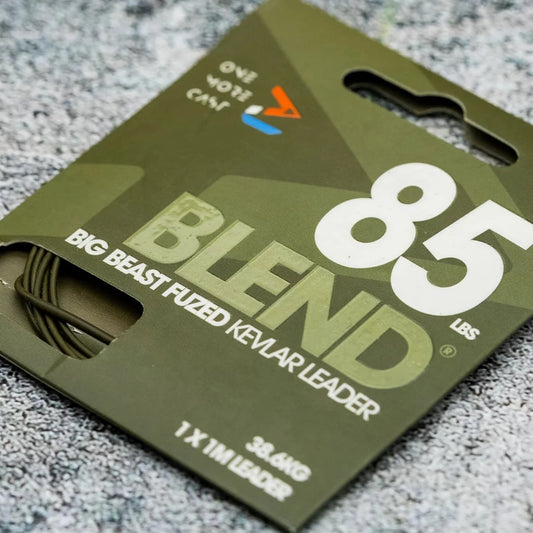 ONE
MORE
CAST
85
LBS
BLEND®
BIG BEAST FUZED KEVLAR LEADER
38.6KG
1 X 1M LEADER